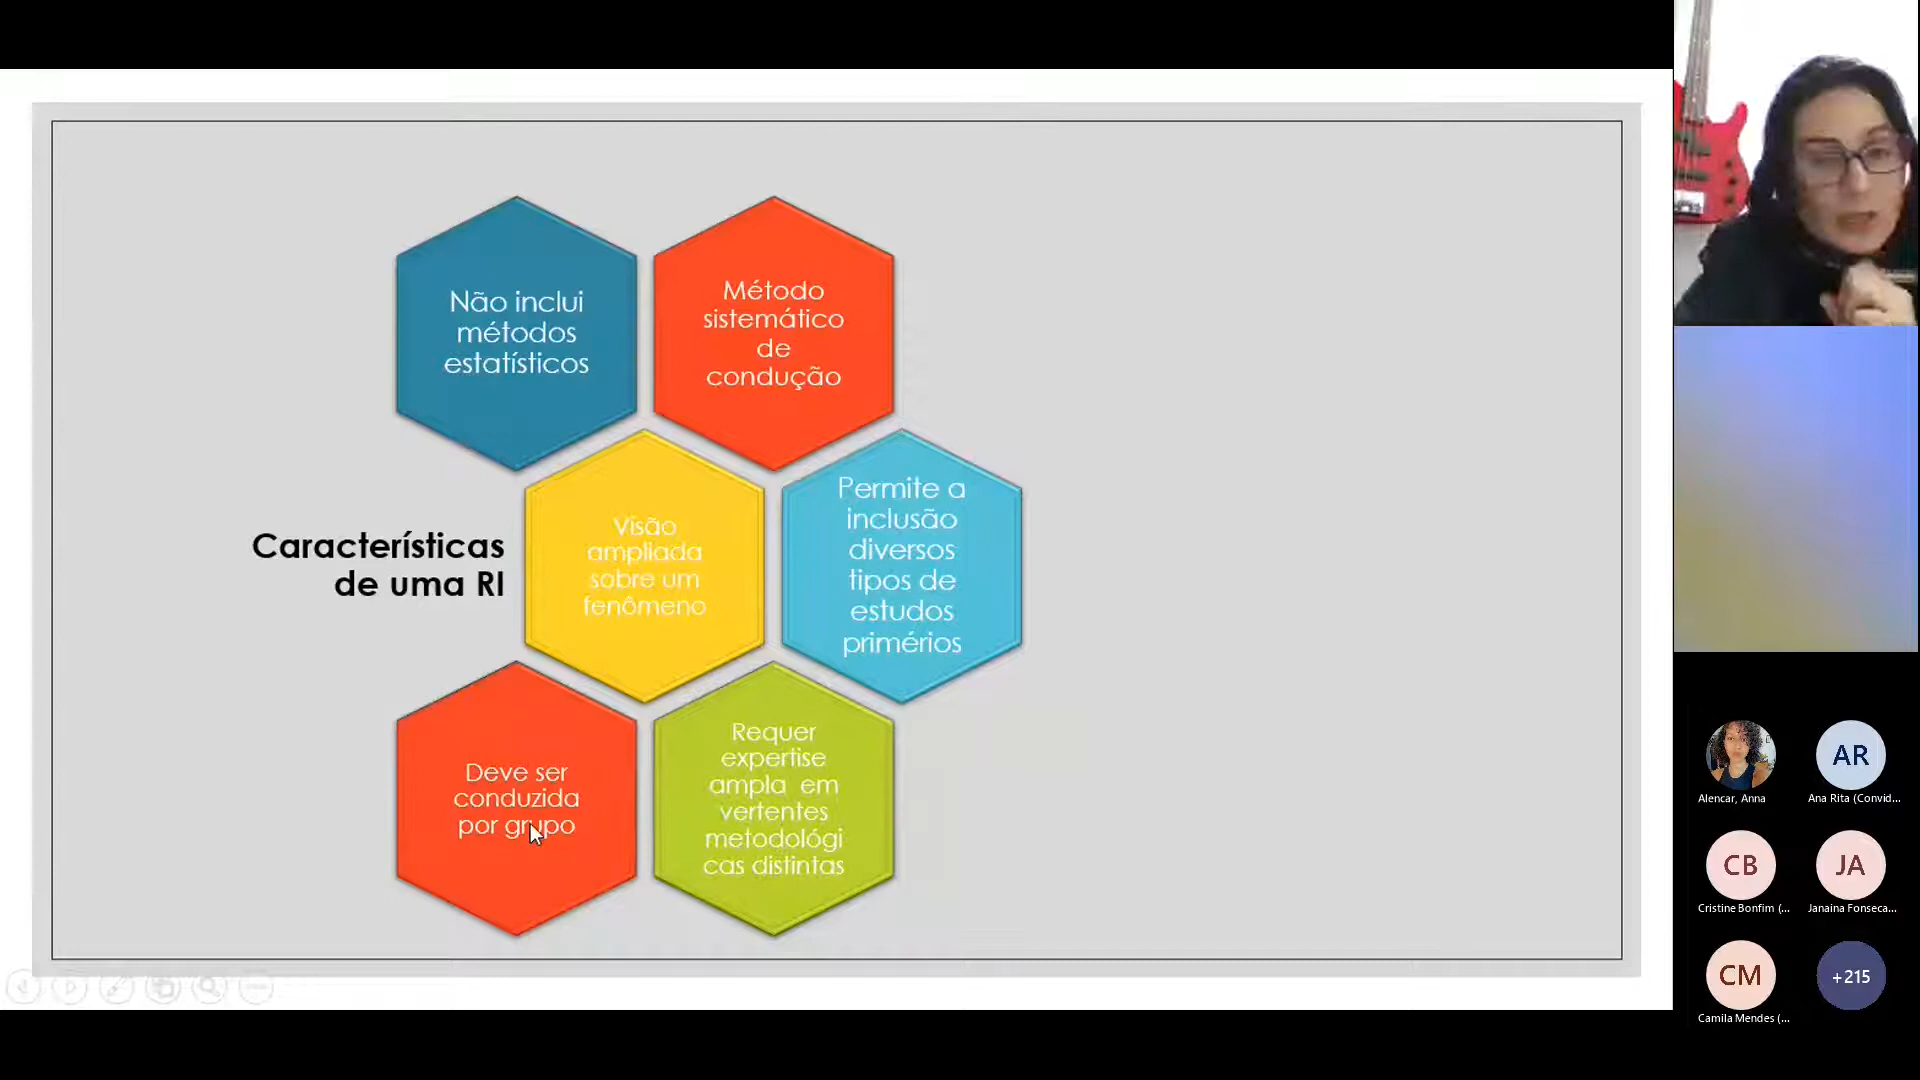 Não inclui
métodos
estatísticos
Método
sistemático
de
condução
Características
de uma RI
Visão
ampliada
sobre um
fenômeno
Permite a
inclusão
diversos
tipos de
estudos
primérios
Deve ser
conduzida
por grupo
Requer
expertise
ampla em
vertentes
metodológi
cas distintas
Alencar, Anna
AR
Ana Rita (Convid...
CB
Cristine Bonfim (...
JA
Janaina Fonseca...
CM
Camila Mendes (...
+215